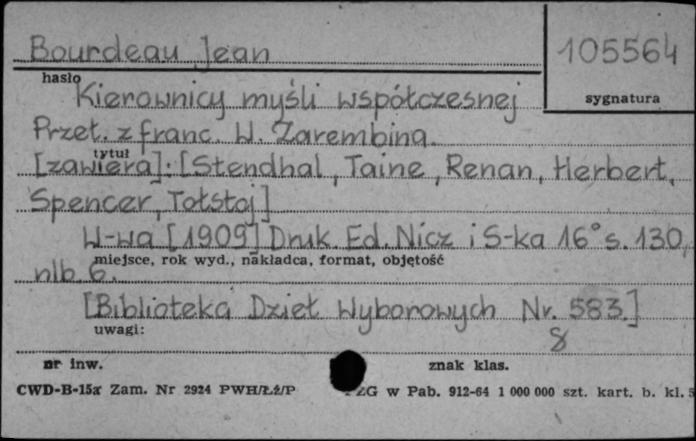 Bourdeau Jean
105564
hasło
sygnatura
Kierownicy myśli współczesnej
Przeł. z franc. W. Zarembina.
tytuł
[zawiera]: [Stendhal, Taine, Renan, Herbert,
Spencer, Tołstoj]
W-wa [1909] Druk. Ed. Nicz i S-ka 16° s. 130,
miejsce, rok wyd., nakładca, format, objętość
nlb. 6.
[Biblioteka Dzieł Wyborowych Nr. 583.]
uwagi:
8
nr inw.
znak klas.
CWD-B-15x Zam. Nr 2924 PWH/Łż/P
ZG w Pab. 912-64 1 000 000 szt. kart. b. kl. 5